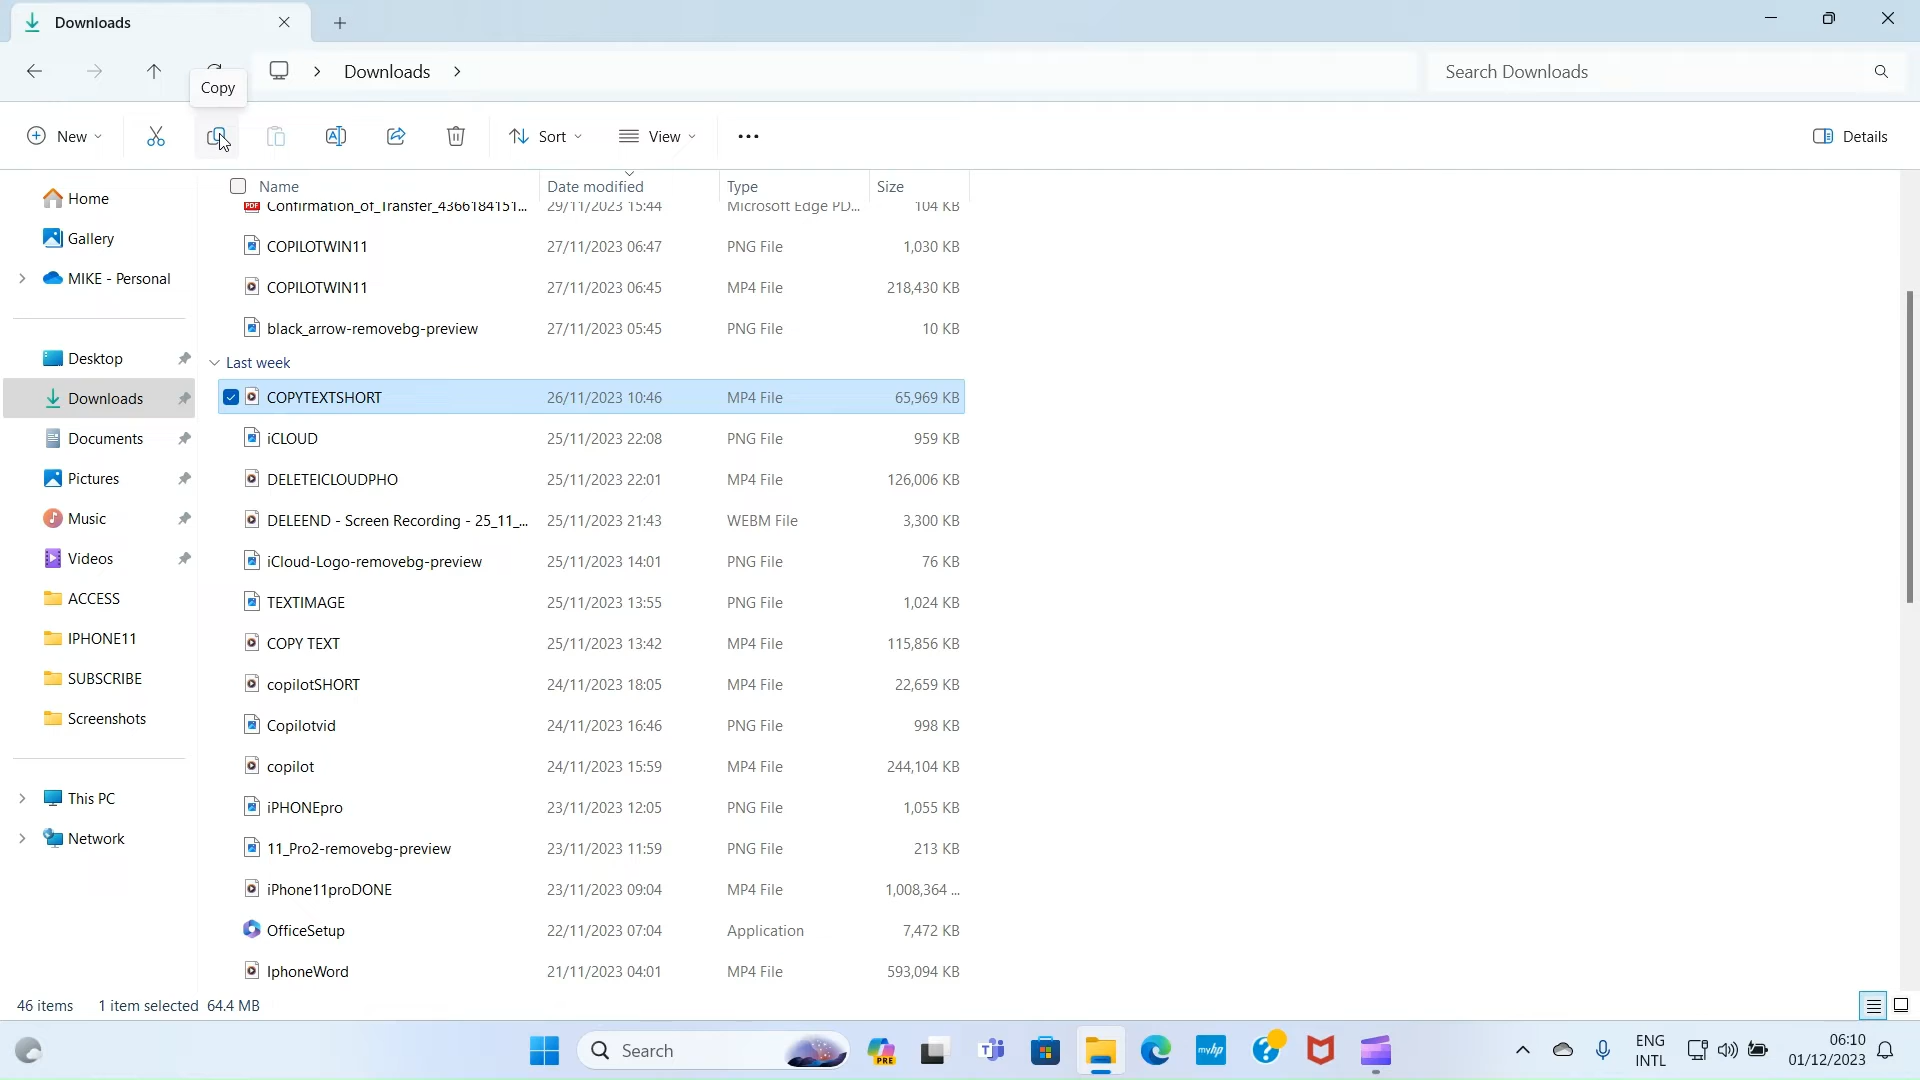 Downloads
Downloads
Search Downloads
Copy
New
Sort
View
Details
Name Date modified Type Size
Confirmation_of_Transfer_4366184151... 29/11/2023 15:44 Microsoft Edge PD... 104 KB
COPILOTWIN11 27/11/2023 06:47 PNG File 1,030 KB
COPILOTWIN11 27/11/2023 06:45 MP4 File 218,430 KB
black_arrow-removebg-preview 27/11/2023 05:45 PNG File 10 KB
Last week
COPYTEXTSHORT 26/11/2023 10:46 MP4 File 65,969 KB
iCLOUD 25/11/2023 22:08 PNG File 959 KB
DELETEICLOUDPHO 25/11/2023 22:01 MP4 File 126,006 KB
DELEEND - Screen Recording - 25_11_... 25/11/2023 21:43 WEBM File 3,300 KB
iCloud-Logo-removebg-preview 25/11/2023 14:01 PNG File 76 KB
TEXTIMAGE 25/11/2023 13:55 PNG File 1,024 KB
COPY TEXT 25/11/2023 13:42 MP4 File 115,856 KB
copilotSHORT 24/11/2023 18:05 MP4 File 22,659 KB
Copilotvid 24/11/2023 16:46 PNG File 998 KB
copilot 24/11/2023 15:59 MP4 File 244,104 KB
iPHONEpro 23/11/2023 12:05 PNG File 1,055 KB
11_Pro2-removebg-preview 23/11/2023 11:59 PNG File 213 KB
iPhone11proDONE 23/11/2023 09:04 MP4 File 1,008,364 ...
OfficeSetup 22/11/2023 07:04 Application 7,472 KB
IphoneWord 21/11/2023 04:01 MP4 File 593,094 KB
Home
Gallery
MIKE - Personal
Desktop
Downloads
Documents
Pictures
Music
Videos
ACCESS
IPHONE11
SUBSCRIBE
Screenshots
This PC
Network
46 items 1 item selected 64.4 MB
Search
PRE
myhp
ENG
INTL
06:10
01/12/2023